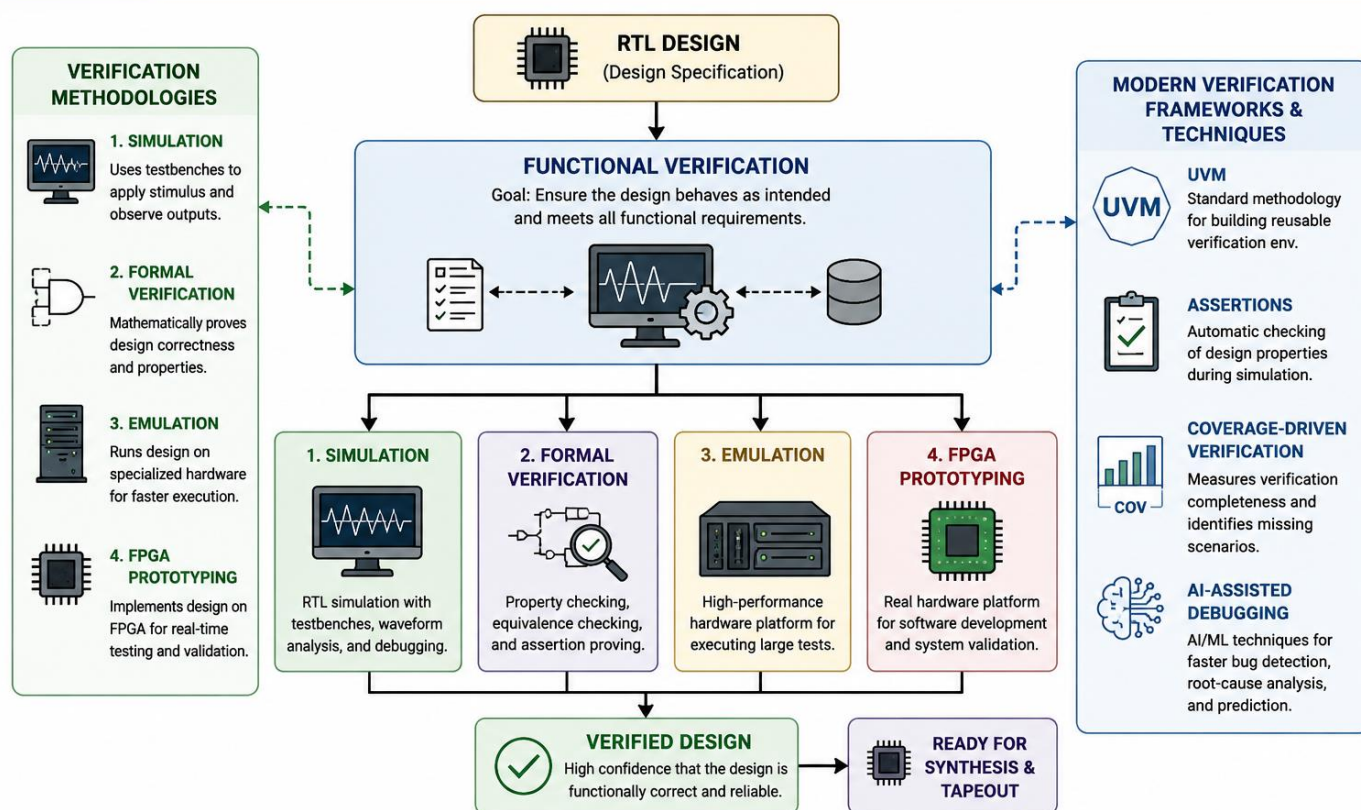 RTL DESIGN
(Design Specification)
VERIFICATION
METHODOLOGIES
1. SIMULATION
Uses testbenches to
apply stimulus and
observe outputs.
2. FORMAL
VERIFICATION
Mathematically proves
design correctness
and properties.
3. EMULATION
Runs design on
specialized hardware
for faster execution.
4. FPGA
PROTOTYPING
Implements design on
FPGA for real-time
testing and validation.
FUNCTIONAL VERIFICATION
Goal: Ensure the design behaves as intended
and meets all functional requirements.
1. SIMULATION
RTL simulation with
testbenches, waveform
analysis, and debugging.
2. FORMAL
VERIFICATION
Property checking,
equivalence checking,
and assertion proving.
3. EMULATION
High-performance
hardware platform for
executing large tests.
4. FPGA
PROTOTYPING
Real hardware platform
for software development
and system validation.
VERIFIED DESIGN
High confidence that the design is
functionally correct and reliable.
READY FOR
SYNTHESIS &
TAPEOUT
MODERN VERIFICATION
FRAMEWORKS &
TECHNIQUES
UVM
UVM
Standard methodology
for building reusable
verification env.
ASSERTIONS
Automatic checking
of design properties
during simulation.
COV
COVERAGE-DRIVEN
VERIFICATION
Measures verification
completeness and
identifies missing
scenarios.
AI-ASSISTED
DEBUGGING
AI/ML techniques for
faster bug detection,
root-cause analysis,
and prediction.